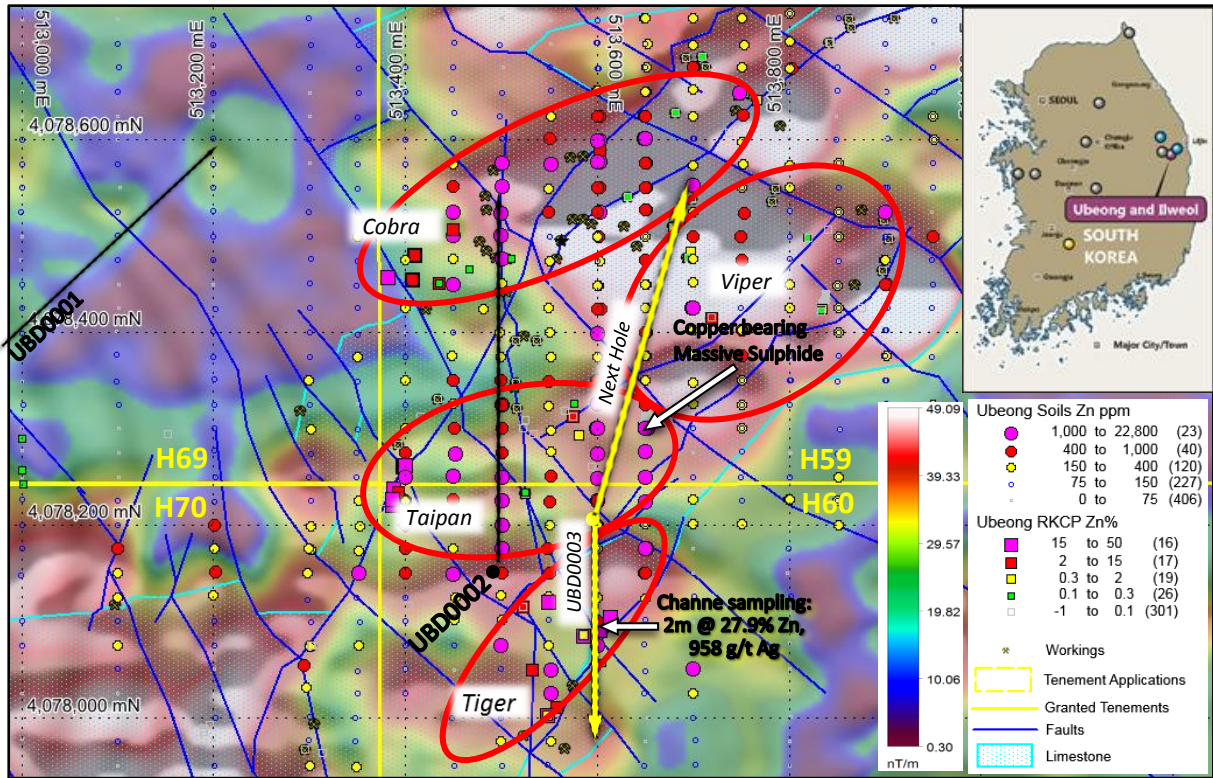 513,000 mE
513,200 mE
513,400 mE
513,600 mE
513,800 mE
4,078,600 mN
Cobra
Viper
UBD0001
8,400 mN
Next Hole
Copper bearing
Massive Sulphide
H69
H59
H70
H60
Taipan
4,078,200 mN
UBD0002
UBD0003
Channe sampling:
2m @ 27.9% Zn,
958 g/t Ag
Tiger
4,078,000 mN
SEOUL
Ubeong and Ilweol
SOUTH
KOREA
Major City/Town
49.09
39.33
29.57
19.82
10.06
0.30
nT/m
Ubeong Soils Zn ppm
1,000 to 22,800 (23)
400 to 1,000 (40)
150 to 400 (120)
75 to 150 (227)
0 to 75 (406)
Ubeong RKCP Zn%
15 to 50 (16)
2 to 15 (17)
0.3 to 2 (19)
0.1 to 0.3 (26)
-1 to 0.1 (301)
Workings
Tenement Applications
Granted Tenements
Faults
Limestone